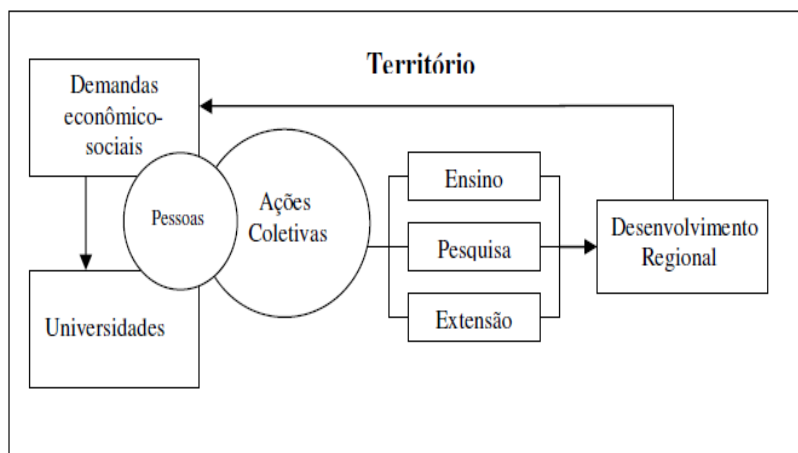 Território
Demandas
econômico-
sociais
Pessoas
Ações
Coletivas
Universidades
Ensino
Pesquisa
Extensão
Desenvolvimento
Regional